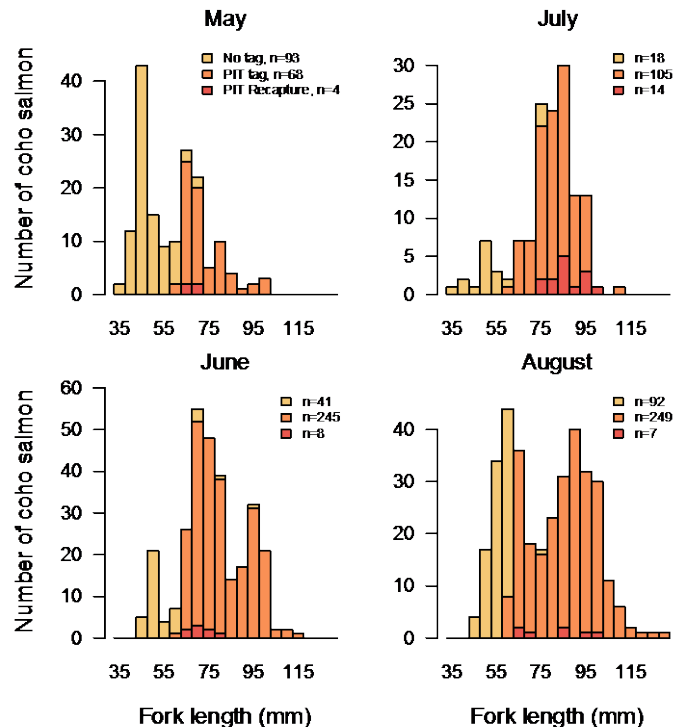 May
Number of coho salmon
40
30
20
10
0
No tag, n=93
PIT tag, n=68
PIT Recapture, n=4
35 55 75 95 115
July
30
25
20
15
10
5
0
n=18
n=105
n=14
35 55 75 95 115
June
Number of coho salmon
60
50
40
30
20
10
0
n=41
n=245
n=8
35 55 75 95 115
Fork length (mm)
August
40
30
20
10
0
n=92
n=249
n=7
35 55 75 95 115
Fork length (mm)